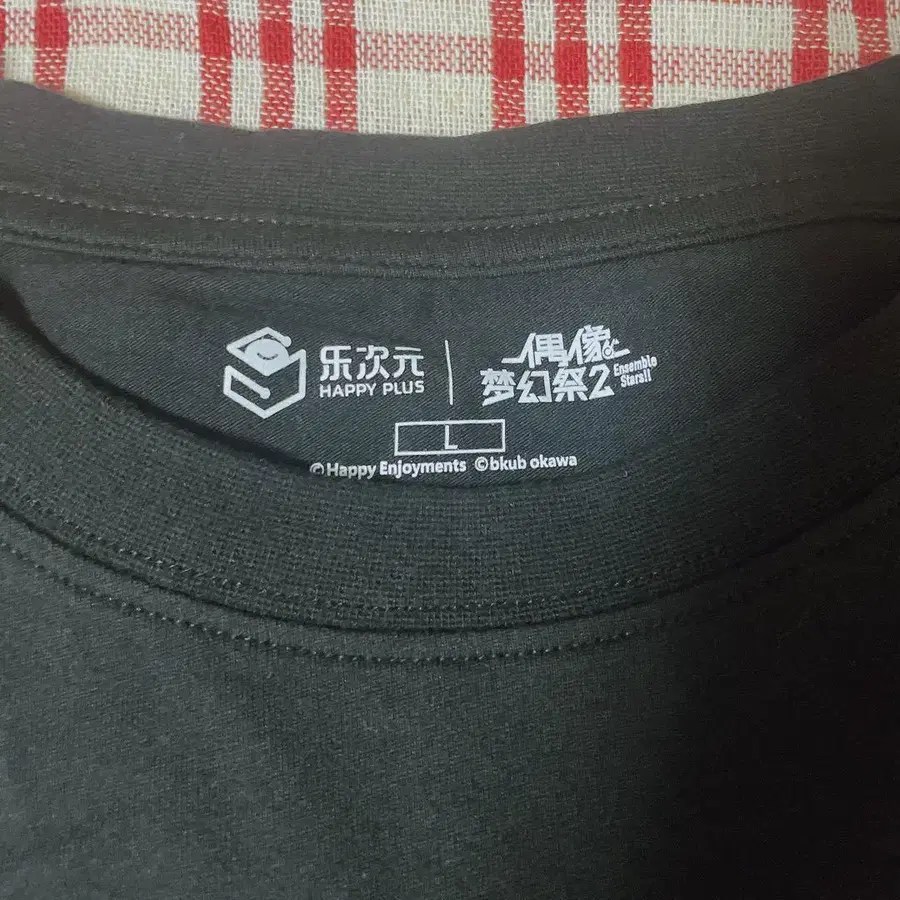 乐次元
HAPPY PLUS
偶像
梦幻祭2
Ensemble
Stars!!
L
©Happy Enjoyments ©bkub okawa